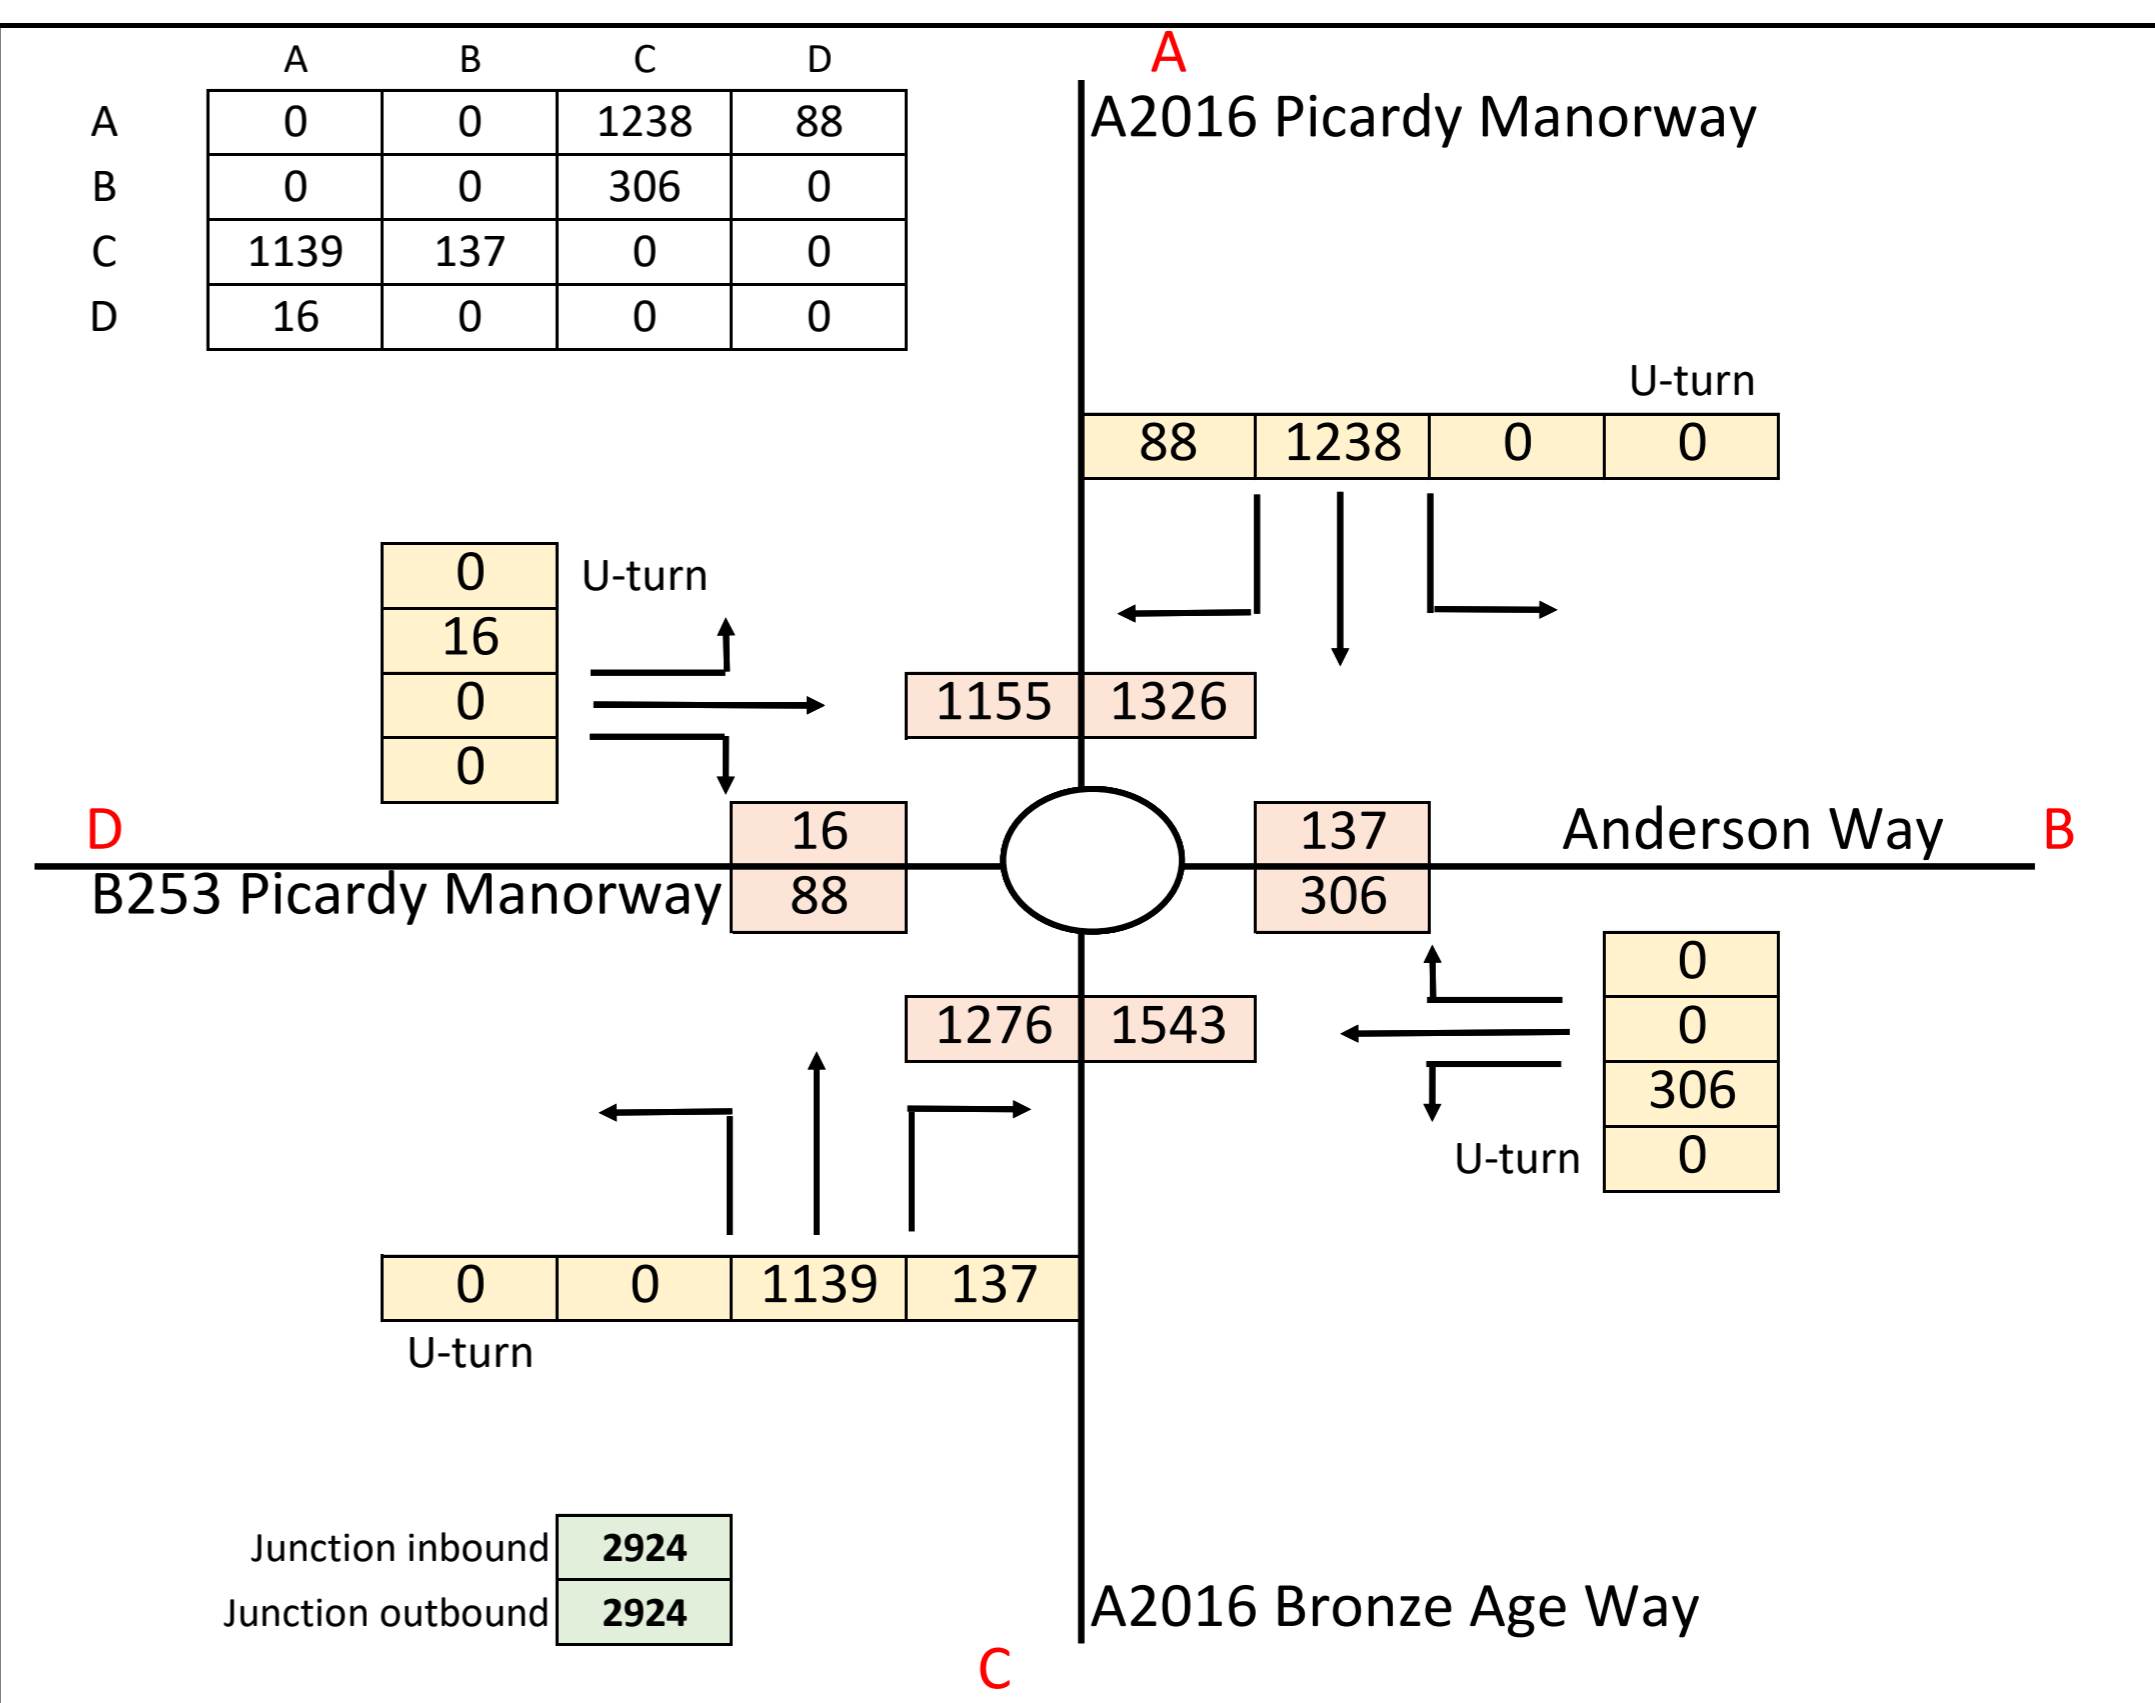 A
A B C D
A2016 Picardy Manorway
A 0 0 1238 88
B 0 0 306 0
C 1139 137 0 0
D 16 0 0 0
U-turn
88 1238 0 0
0 U-turn
16
0
0
1155 1326
D
16
137
Anderson Way B
B253 Picardy Manorway
88
306
1276 1543
0
0
306
U-turn 0
0 0 1139 137
U-turn
Junction inbound 2924
Junction outbound 2924
A2016 Bronze Age Way
C